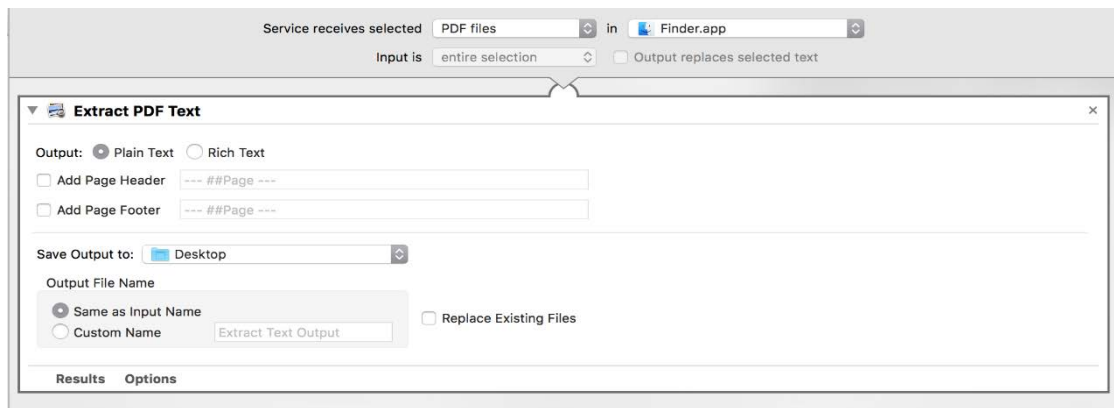 Service receives selected PDF files in Finder.app
Input is entire selection Output replaces selected text
Extract PDF Text
Output: Plain Text Rich Text
Add Page Header --- ##Page ---
Add Page Footer --- ##Page ---
Save Output to: Desktop
Output File Name
Same as Input Name
Replace Existing Files
Custom Name Extract Text Output
Results Options